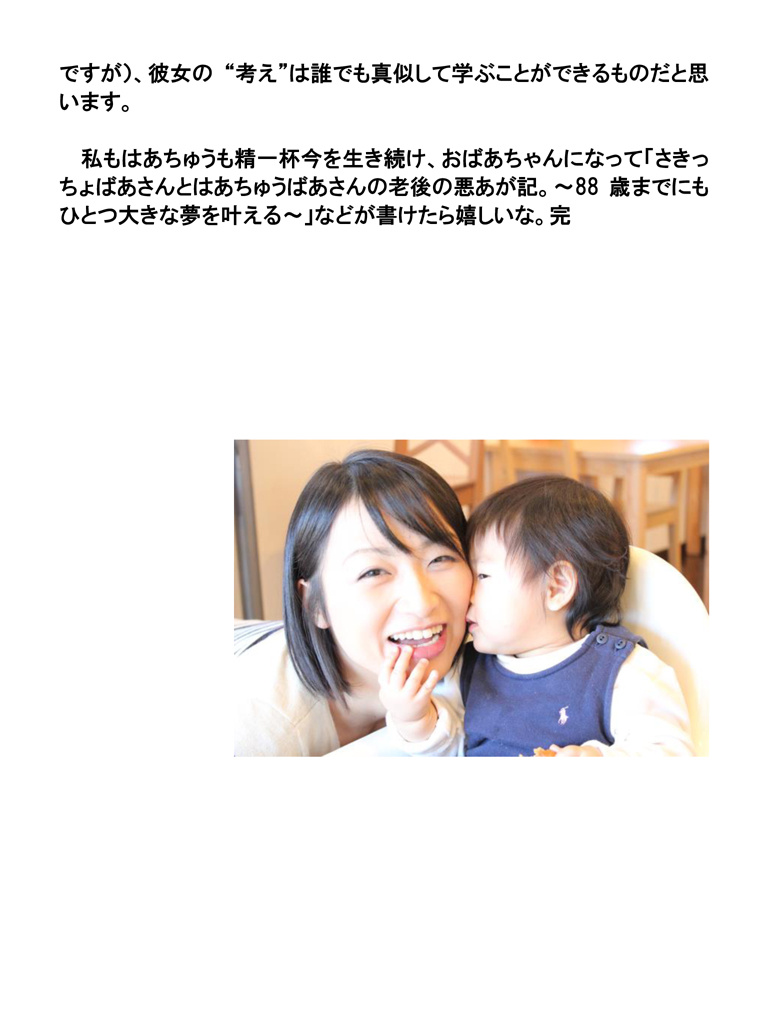 ですが)、彼女の “考え”は誰でも真似して学ぶことができるものだと思
います。
私もはあちゅうも精一杯今を生き続け、おばあちゃんになって「さきっ
ちょばあさんとはあちゅうばあさんの老後の悪あが記。~88 歳までにも
ひとつ大きな夢を叶える~」などが書けたら嬉しいな。完